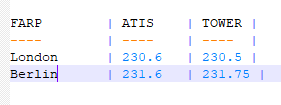 FARP | ATIS | TOWER |
---- | ---- | ---- |
London | 230.6 | 230.5 |
Berlin | 231.6 | 231.75 |